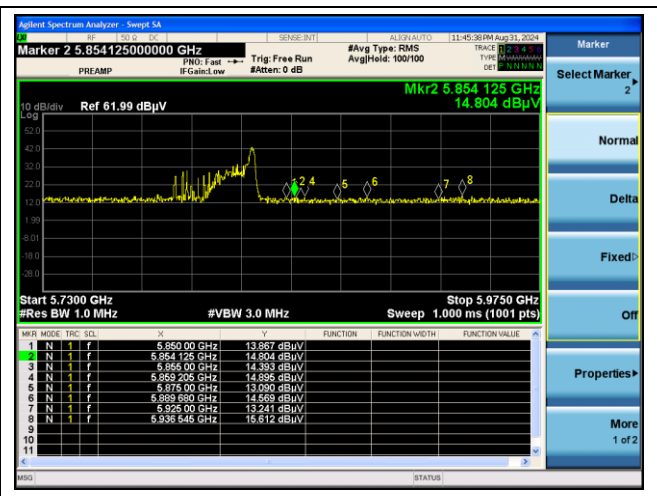 Agilent Spectrum Analyzer - Swept SA
RF 50 Ω DC SENSE:INT ALIGN AUTO 11:45:38 PM Aug 31, 2024
Marker 2 5.854125000000 GHz
PREAMP
PNO: Fast
IFGain:Low
Trig: Free Run
#Atten: 0 dB
#Avg Type: RMS
Avg|Hold: 100/100
TRACE 1 2 3 4 5 6
TYPE M
DET P N N N N N
Mkr2 5.854 125 GHz
14.804 dBµV
10 dB/div Ref 61.99 dBµV
Log
52.0
42.0
32.0
22.0
12.0
1.99
-8.01
-18.0
-28.0
1 2 4 5 6 7 8
Start 5.7300 GHz Stop 5.9750 GHz
#Res BW 1.0 MHz #VBW 3.0 MHz Sweep 1.000 ms (1001 pts)
MKR MODE TRC SCL X Y FUNCTION FUNCTION WIDTH FUNCTION VALUE
1 N 1 f 5.850 00 GHz 13.867 dBµV
2 N 1 f 5.854 125 GHz 14.804 dBµV
3 N 1 f 5.855 00 GHz 14.393 dBµV
4 N 1 f 5.859 205 GHz 14.895 dBµV
5 N 1 f 5.875 00 GHz 13.090 dBµV
6 N 1 f 5.889 680 GHz 14.569 dBµV
7 N 1 f 5.925 00 GHz 13.241 dBµV
8 N 1 f 5.936 545 GHz 15.612 dBµV
9
10
11
MSG STATUS
Marker
Select Marker
2
Normal
Delta
Fixed
Off
Properties
More
1 of 2